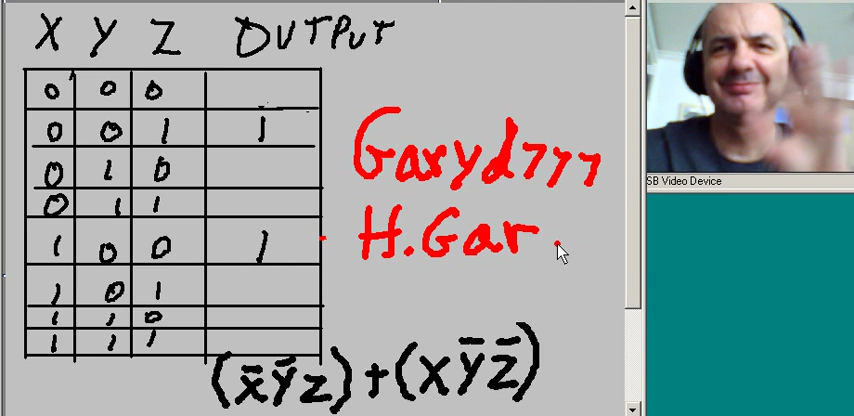 X Y Z OUTPUT
0 0 0
0 0 1 1
0 1 0
0 1 1
1 0 0 1
1 0 1
1 1 0
1 1 1
Garyd777
H.Gar
SB Video Device
(X̄ȲZ)+(XȲZ̄)